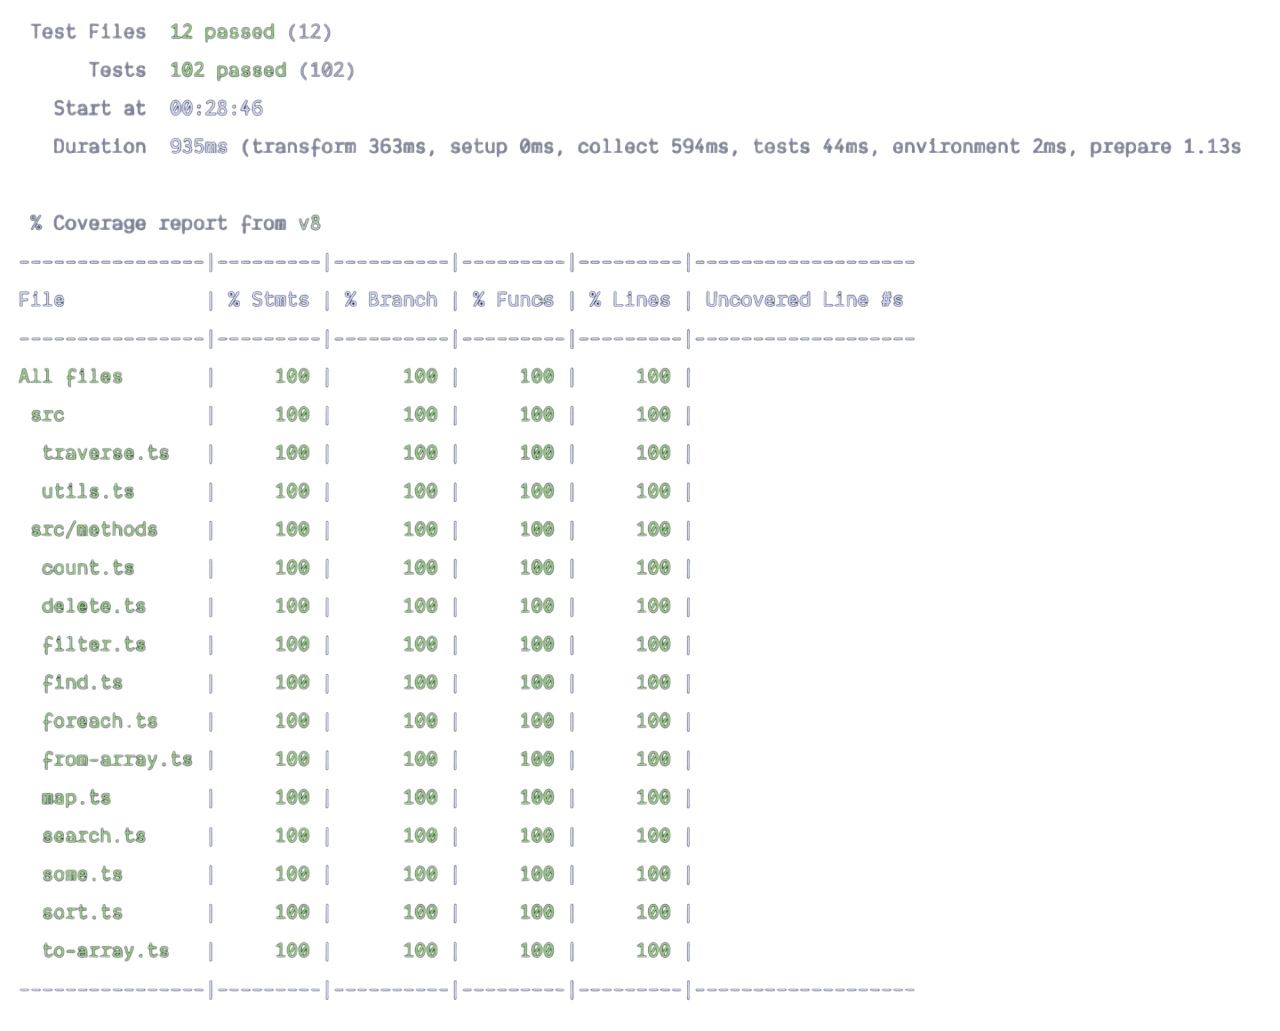 Test Files  12 passed (12)
     Tests  102 passed (102)
  Start at  00:28:46
  Duration  935ms (transform 363ms, setup 0ms, collect 594ms, tests 44ms, environment 2ms, prepare 1.13s

 % Coverage report from v8
----------------|---------|----------|---------|---------|-------------------
File            | % Stmts | % Branch | % Funcs | % Lines | Uncovered Line #s
----------------|---------|----------|---------|---------|-------------------
All files       |     100 |      100 |     100 |     100 |
 src            |     100 |      100 |     100 |     100 |
  traverse.ts   |     100 |      100 |     100 |     100 |
  utils.ts      |     100 |      100 |     100 |     100 |
 src/methods    |     100 |      100 |     100 |     100 |
  count.ts      |     100 |      100 |     100 |     100 |
  delete.ts     |     100 |      100 |     100 |     100 |
  filter.ts     |     100 |      100 |     100 |     100 |
  find.ts       |     100 |      100 |     100 |     100 |
  foreach.ts    |     100 |      100 |     100 |     100 |
  from-array.ts |     100 |      100 |     100 |     100 |
  map.ts        |     100 |      100 |     100 |     100 |
  search.ts     |     100 |      100 |     100 |     100 |
  some.ts       |     100 |      100 |     100 |     100 |
  sort.ts       |     100 |      100 |     100 |     100 |
  to-array.ts   |     100 |      100 |     100 |     100 |
----------------|---------|----------|---------|---------|-------------------